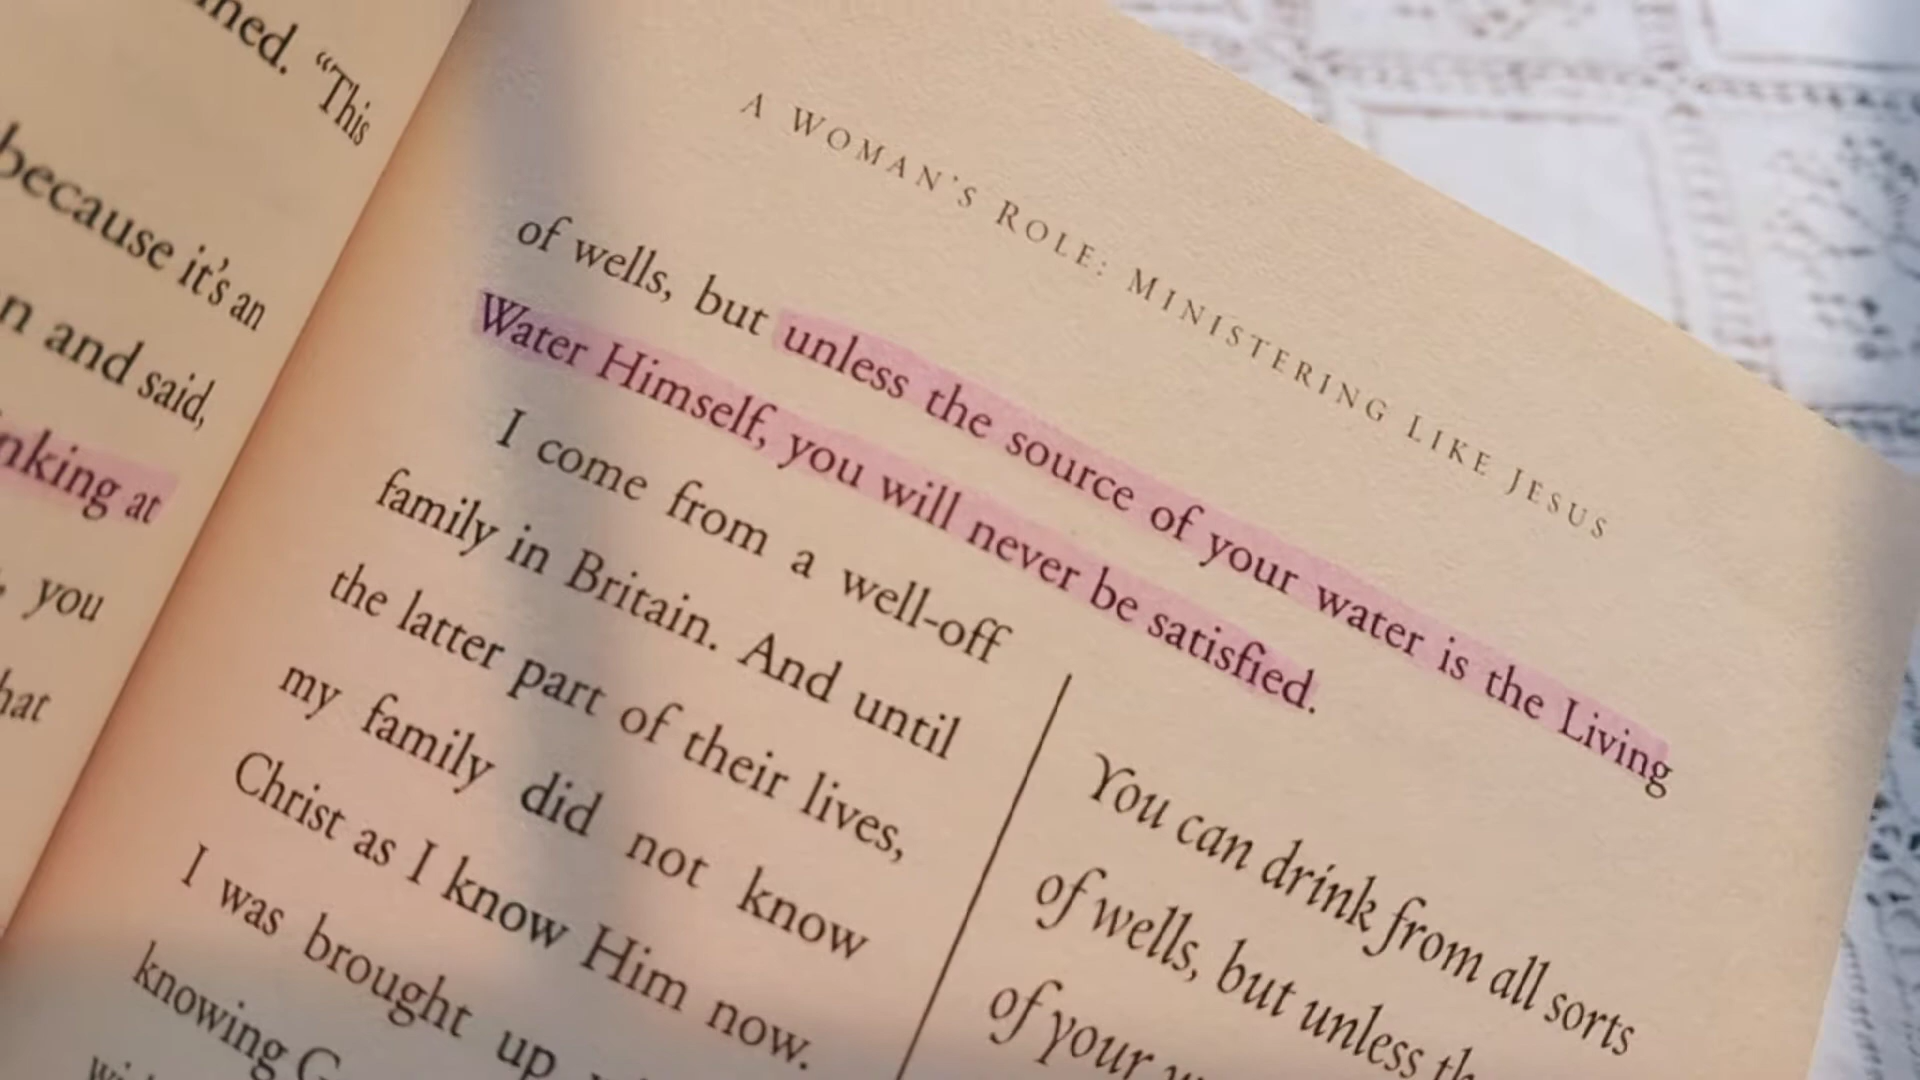 ned. “This
because it’s an
n and said,
nking at
you
hat
A WOMAN’S ROLE: MINISTERING LIKE JESUS
of wells, but unless the source of your water is the Living
Water Himself, you will never be satisfied.
I come from a well-off
family in Britain. And until
the latter part of their lives,
my family did not know
Christ as I know Him now.
I was brought up
knowing G
You can drink from all sorts
of wells, but unless th
of your w